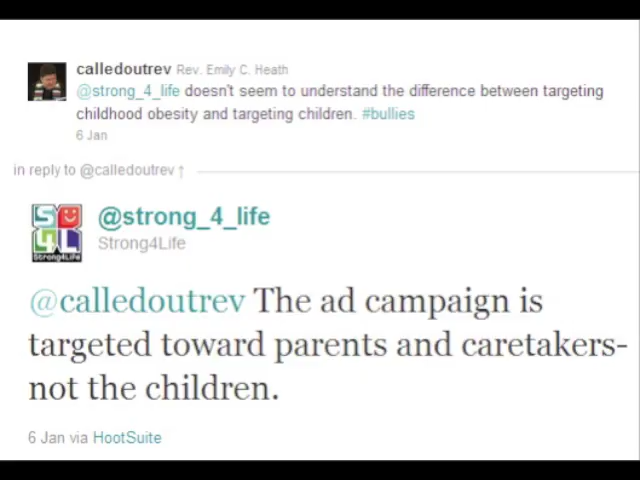 calledoutrev Rev. Emily C. Heath
@strong_4_life doesn't seem to understand the difference between targeting
childhood obesity and targeting children. #bullies
6 Jan
in reply to @calledoutrev ↑
S
4L
Strong4Life
@strong_4_life
Strong4Life
@calledoutrev The ad campaign is
targeted toward parents and caretakers-
not the children.
6 Jan via HootSuite